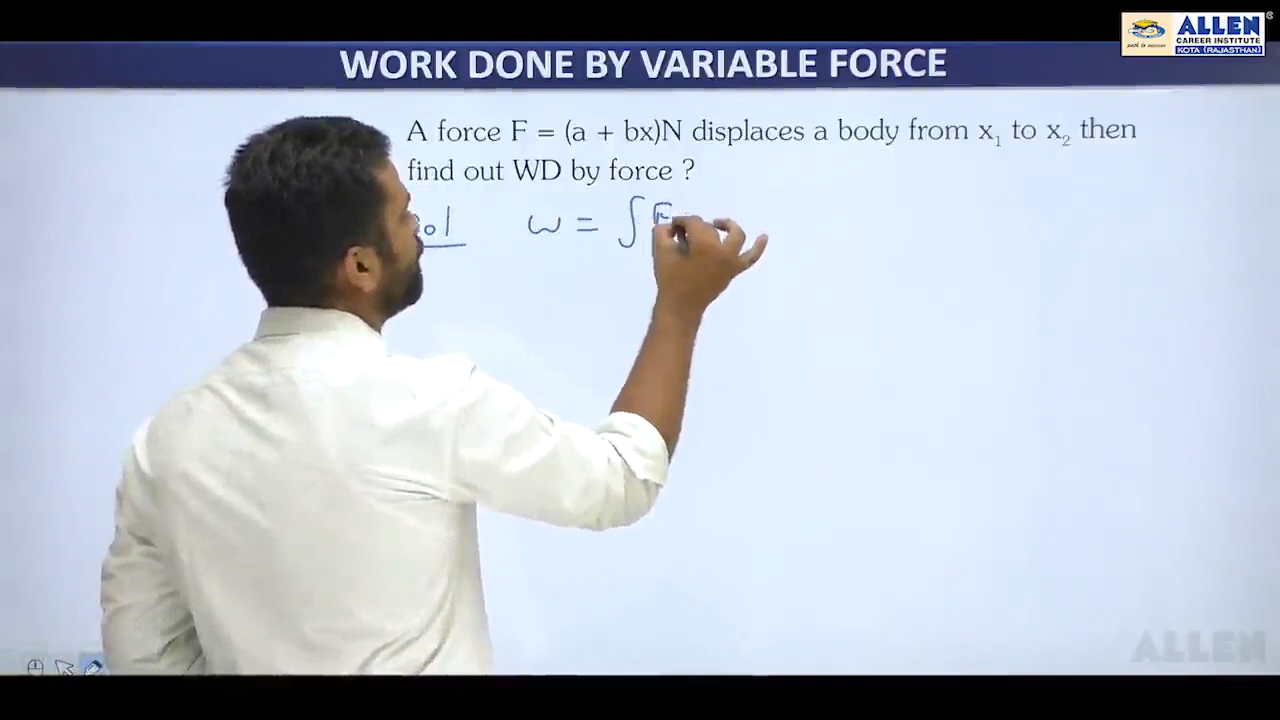 ALLEN
CAREER INSTITUTE
KOTA (RAJASTHAN)
WORK DONE BY VARIABLE FORCE
A force F = (a + bx)N displaces a body from x₁ to x₂ then
find out WD by force ?
ol w = ∫ F
ALLEN